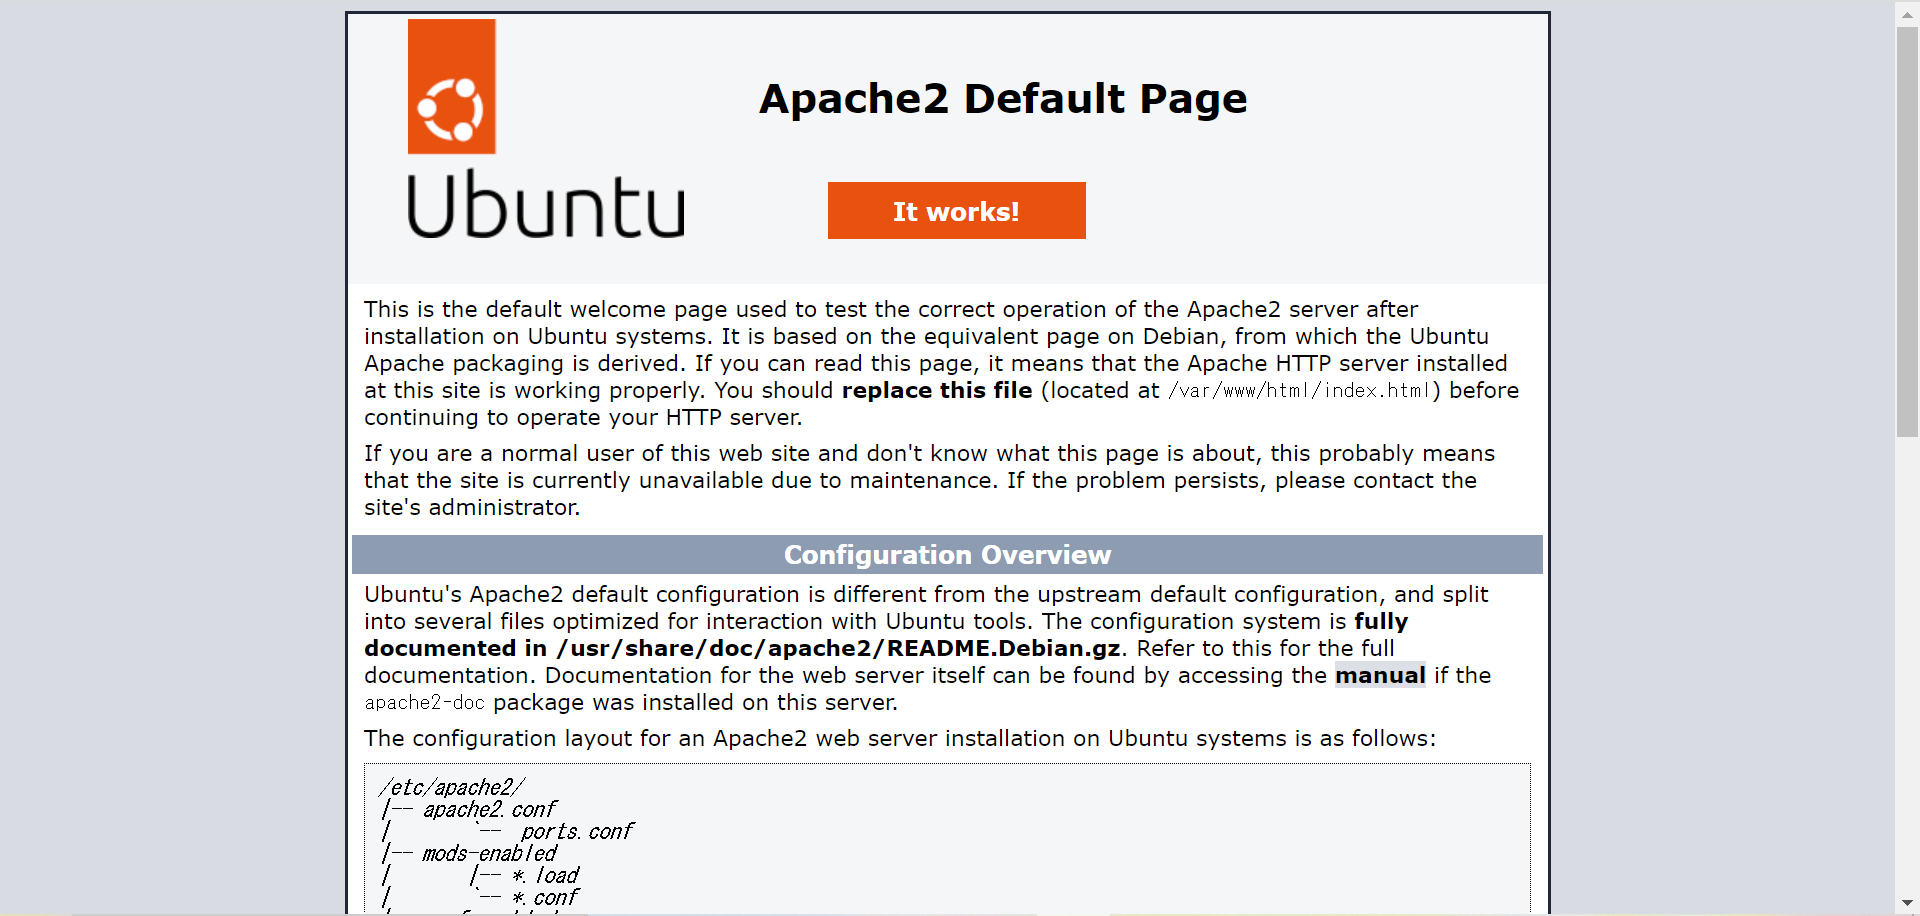 Ubuntu
Apache2 Default Page
It works!
This is the default welcome page used to test the correct operation of the Apache2 server after
installation on Ubuntu systems. It is based on the equivalent page on Debian, from which the Ubuntu
Apache packaging is derived. If you can read this page, it means that the Apache HTTP server installed
at this site is working properly. You should replace this file (located at /var/www/html/index.html) before
continuing to operate your HTTP server.
If you are a normal user of this web site and don't know what this page is about, this probably means
that the site is currently unavailable due to maintenance. If the problem persists, please contact the
site's administrator.
Configuration Overview
Ubuntu's Apache2 default configuration is different from the upstream default configuration, and split
into several files optimized for interaction with Ubuntu tools. The configuration system is fully
documented in /usr/share/doc/apache2/README.Debian.gz. Refer to this for the full
documentation. Documentation for the web server itself can be found by accessing the manual if the
apache2-doc package was installed on this server.
The configuration layout for an Apache2 web server installation on Ubuntu systems is as follows:
/etc/apache2/
|-- apache2.conf
|       `--  ports.conf
|-- mods-enabled
|       |-- *.load
|       `-- *.conf